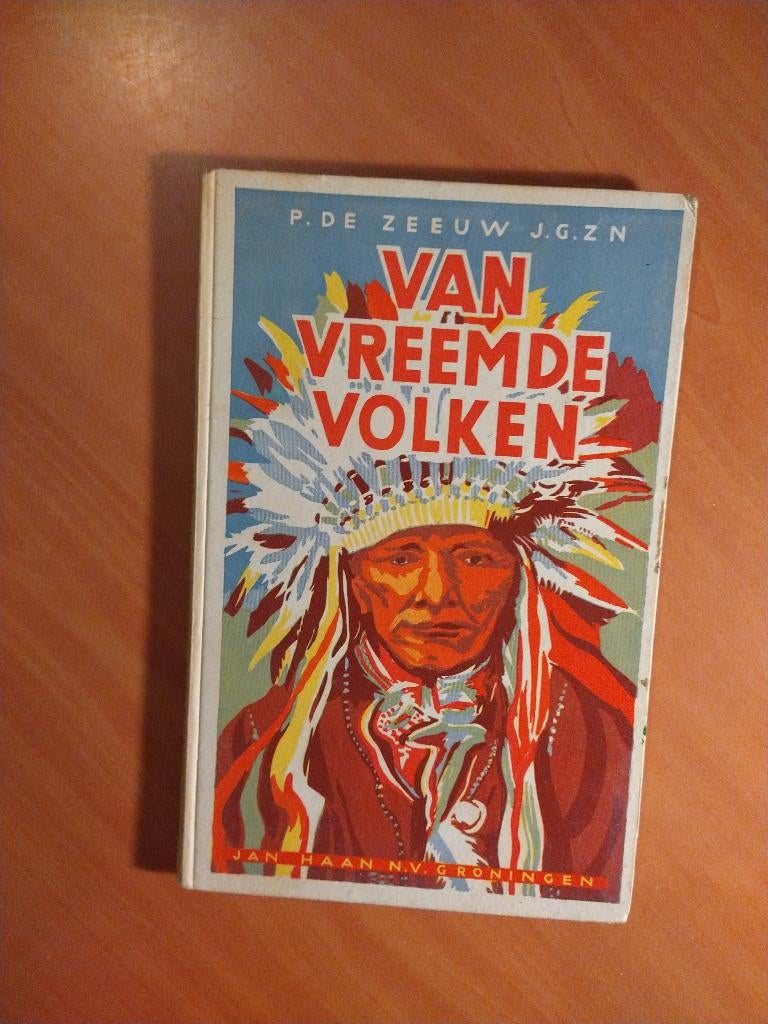 P. DE ZEEUW J.G.ZN
VAN
VREEMDE
VOLKEN
JAN HAAN N.V. GRONINGEN